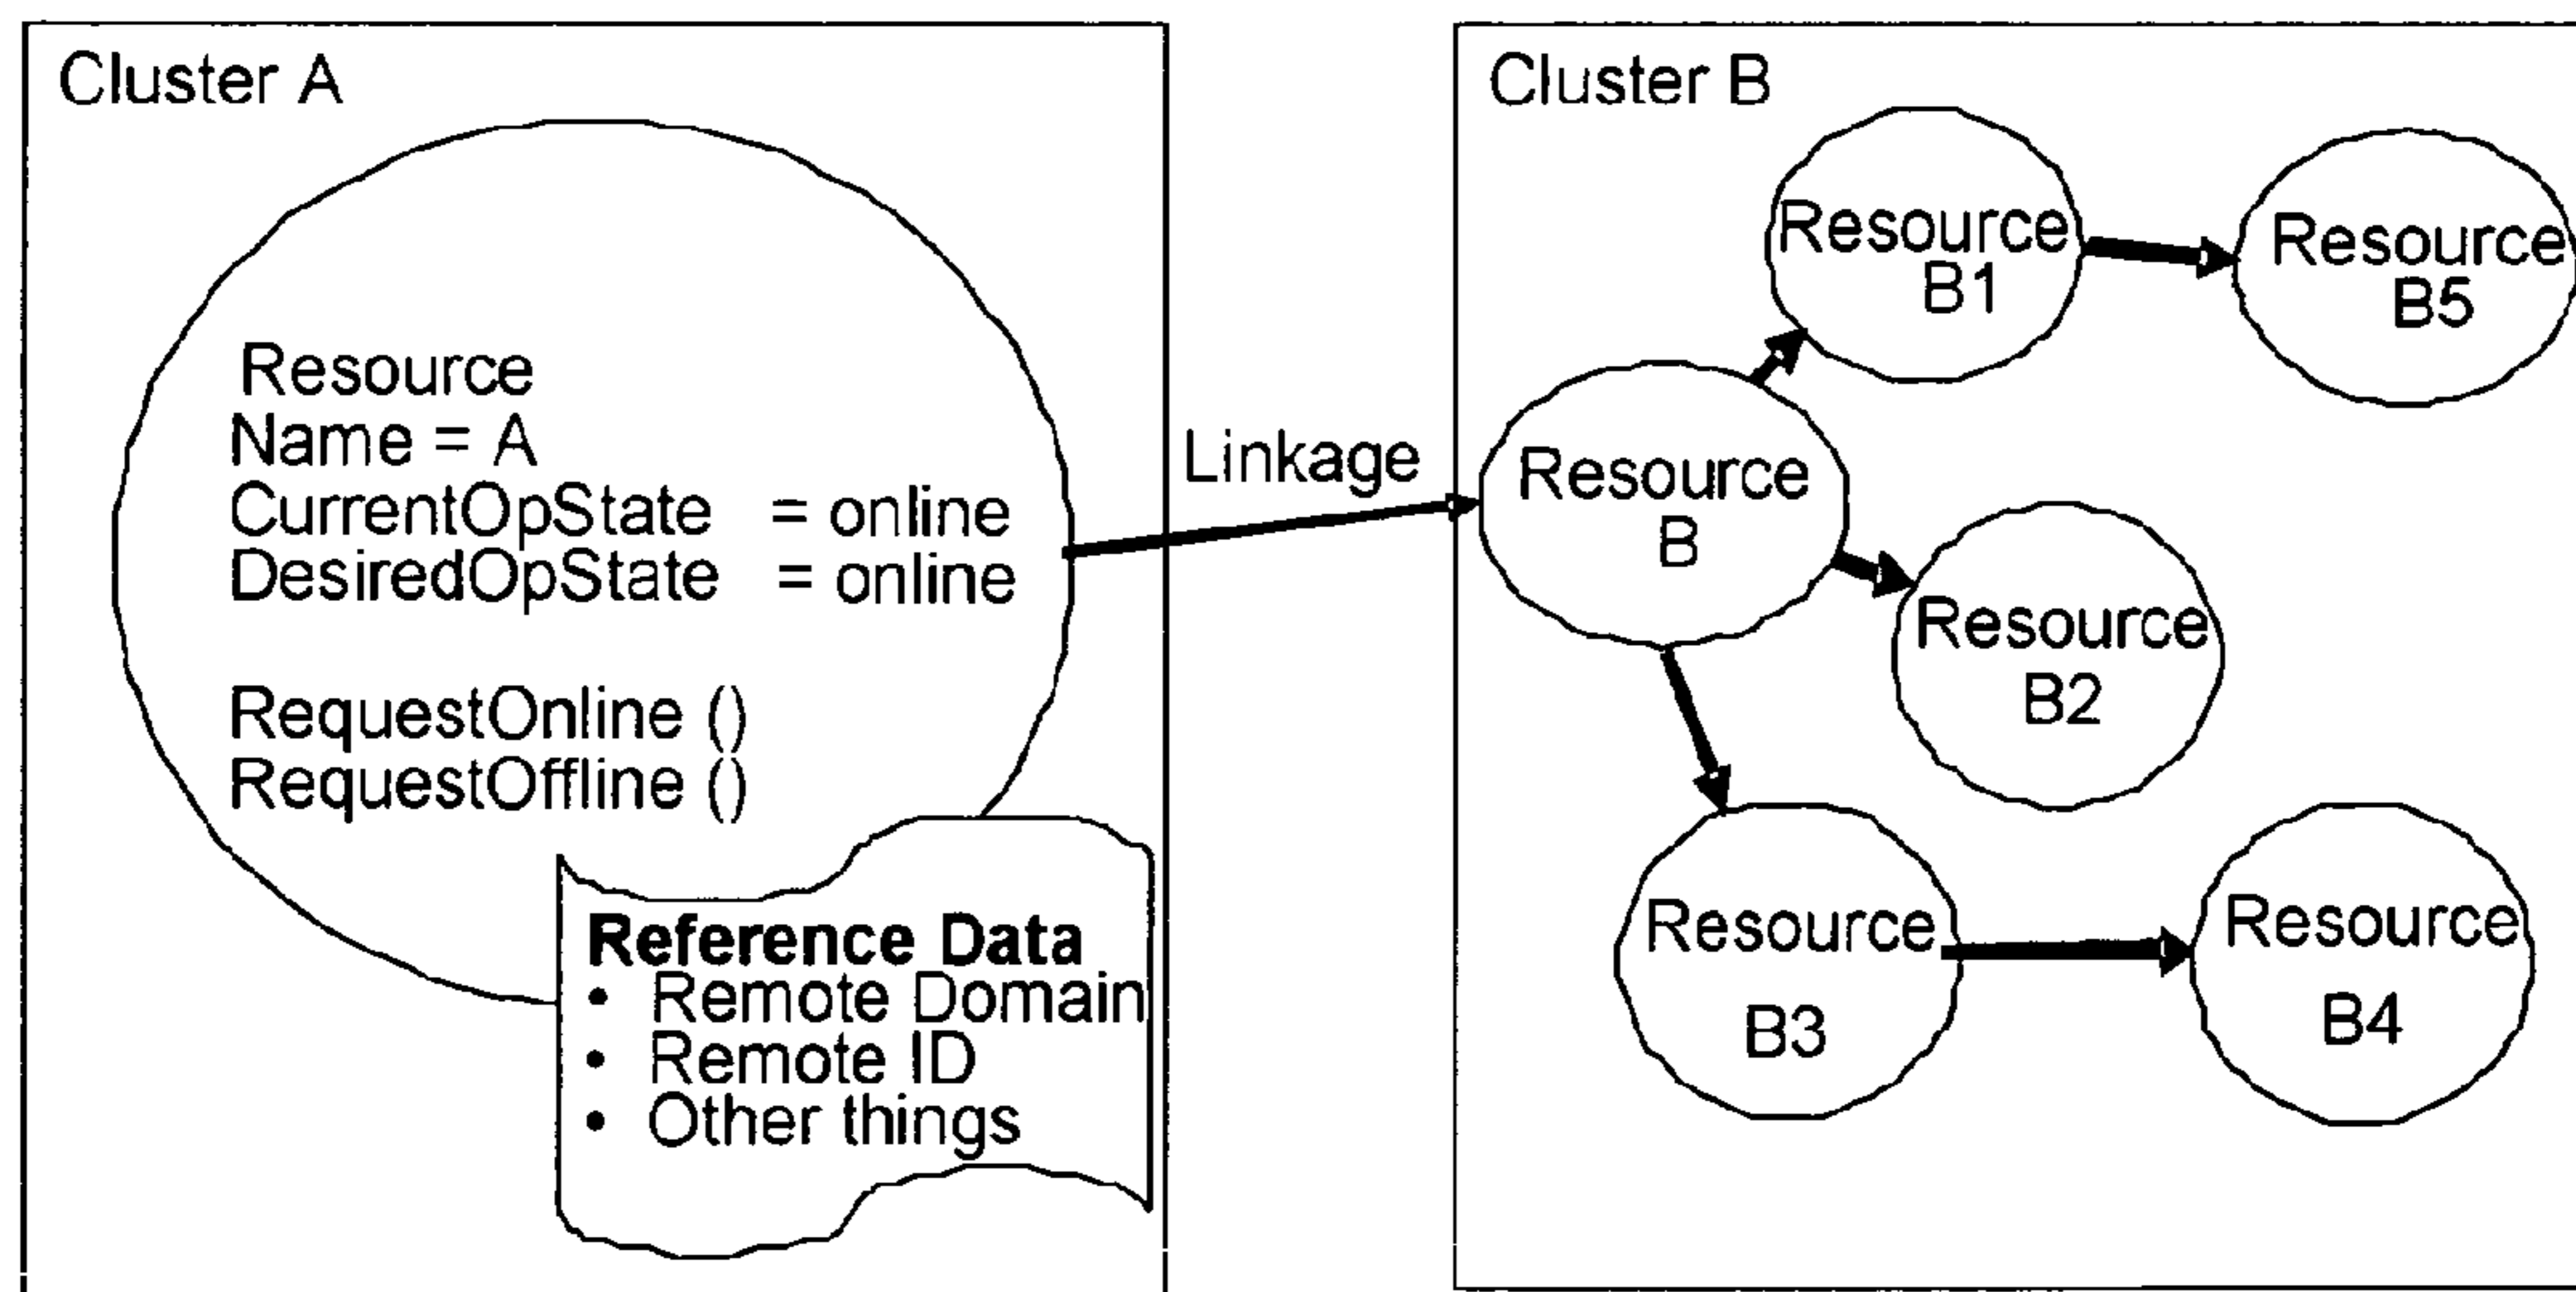 Cluster A
Resource
Name = A
CurrentOpState = online
DesiredOpState = online
RequestOnline ()
RequestOffline ()
Reference Data
• Remote Domain
• Remote ID
• Other things
Linkage
Cluster B
Resource
B1
Resource
B5
Resource
B
Resource
B2
Resource
B3
Resource
B4